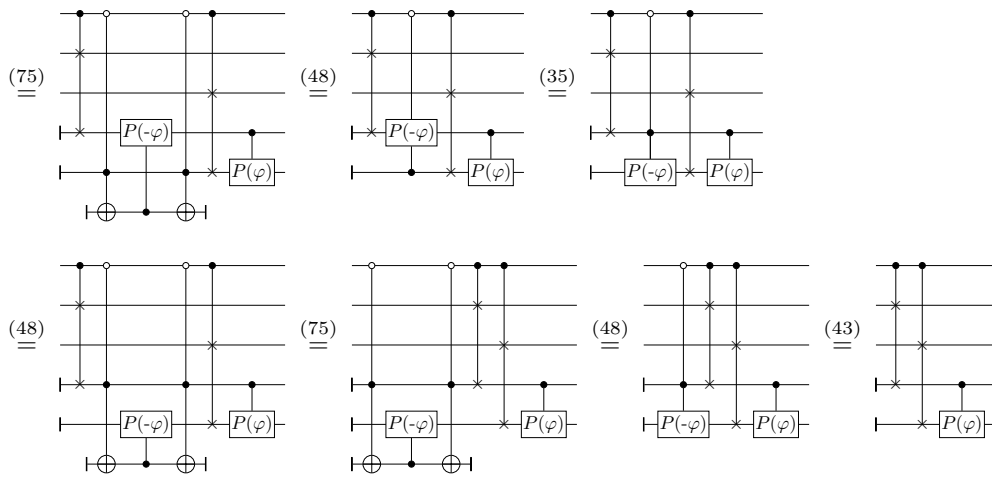 (75) = P(-φ) P(φ) (48) = P(-φ) P(φ) (35) = P(-φ) P(φ)
(48) = P(-φ) P(φ) (75) = P(-φ) P(φ) (48) = P(-φ) P(φ) (43) = P(φ)